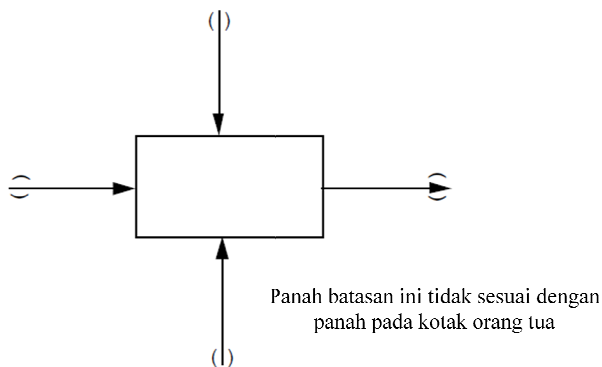 Panah batasan ini tidak sesuai dengan
panah pada kotak orang tua